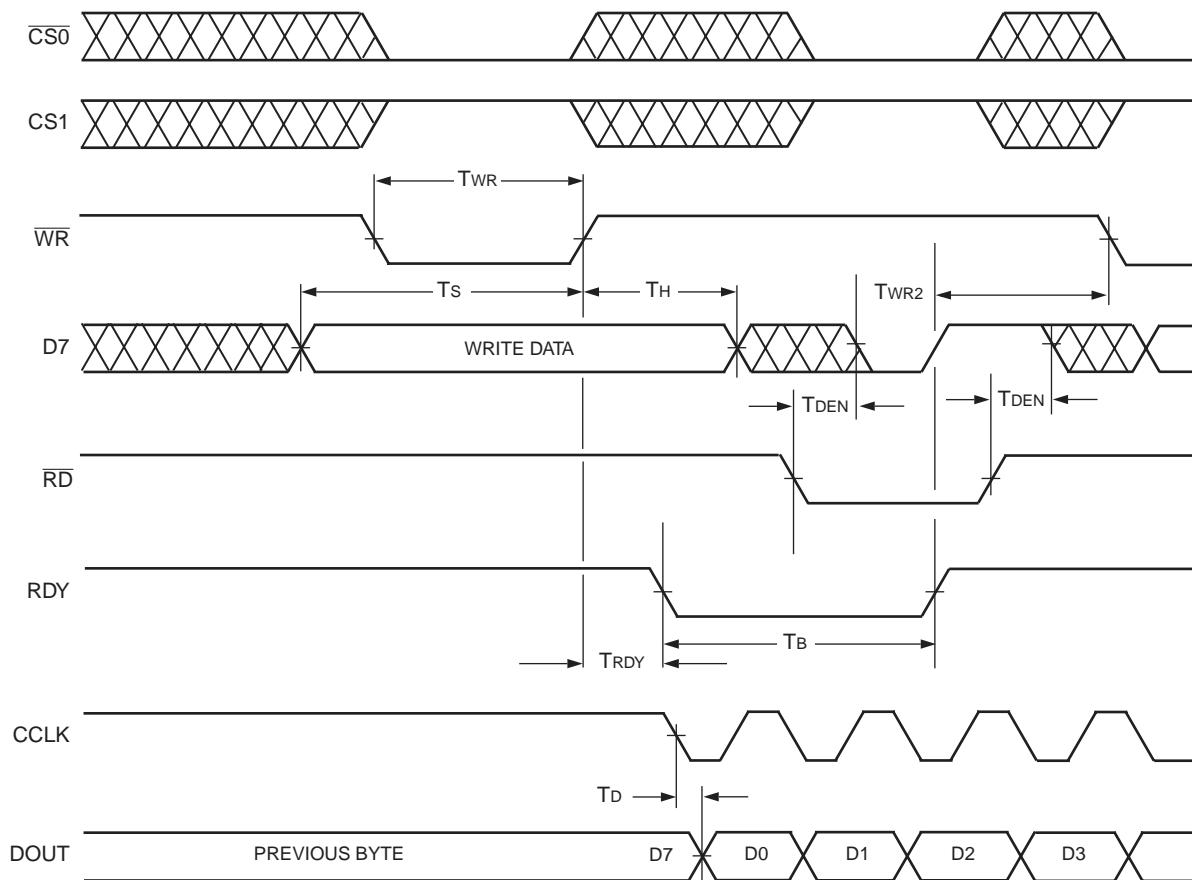 CS0
CS1
TWR
WR
TS TH TWR2
D7 WRITE DATA
TDEN TDEN
RD
RDY
TB
TRDY
CCLK
TD
DOUT PREVIOUS BYTE D7 D0 D1 D2 D3